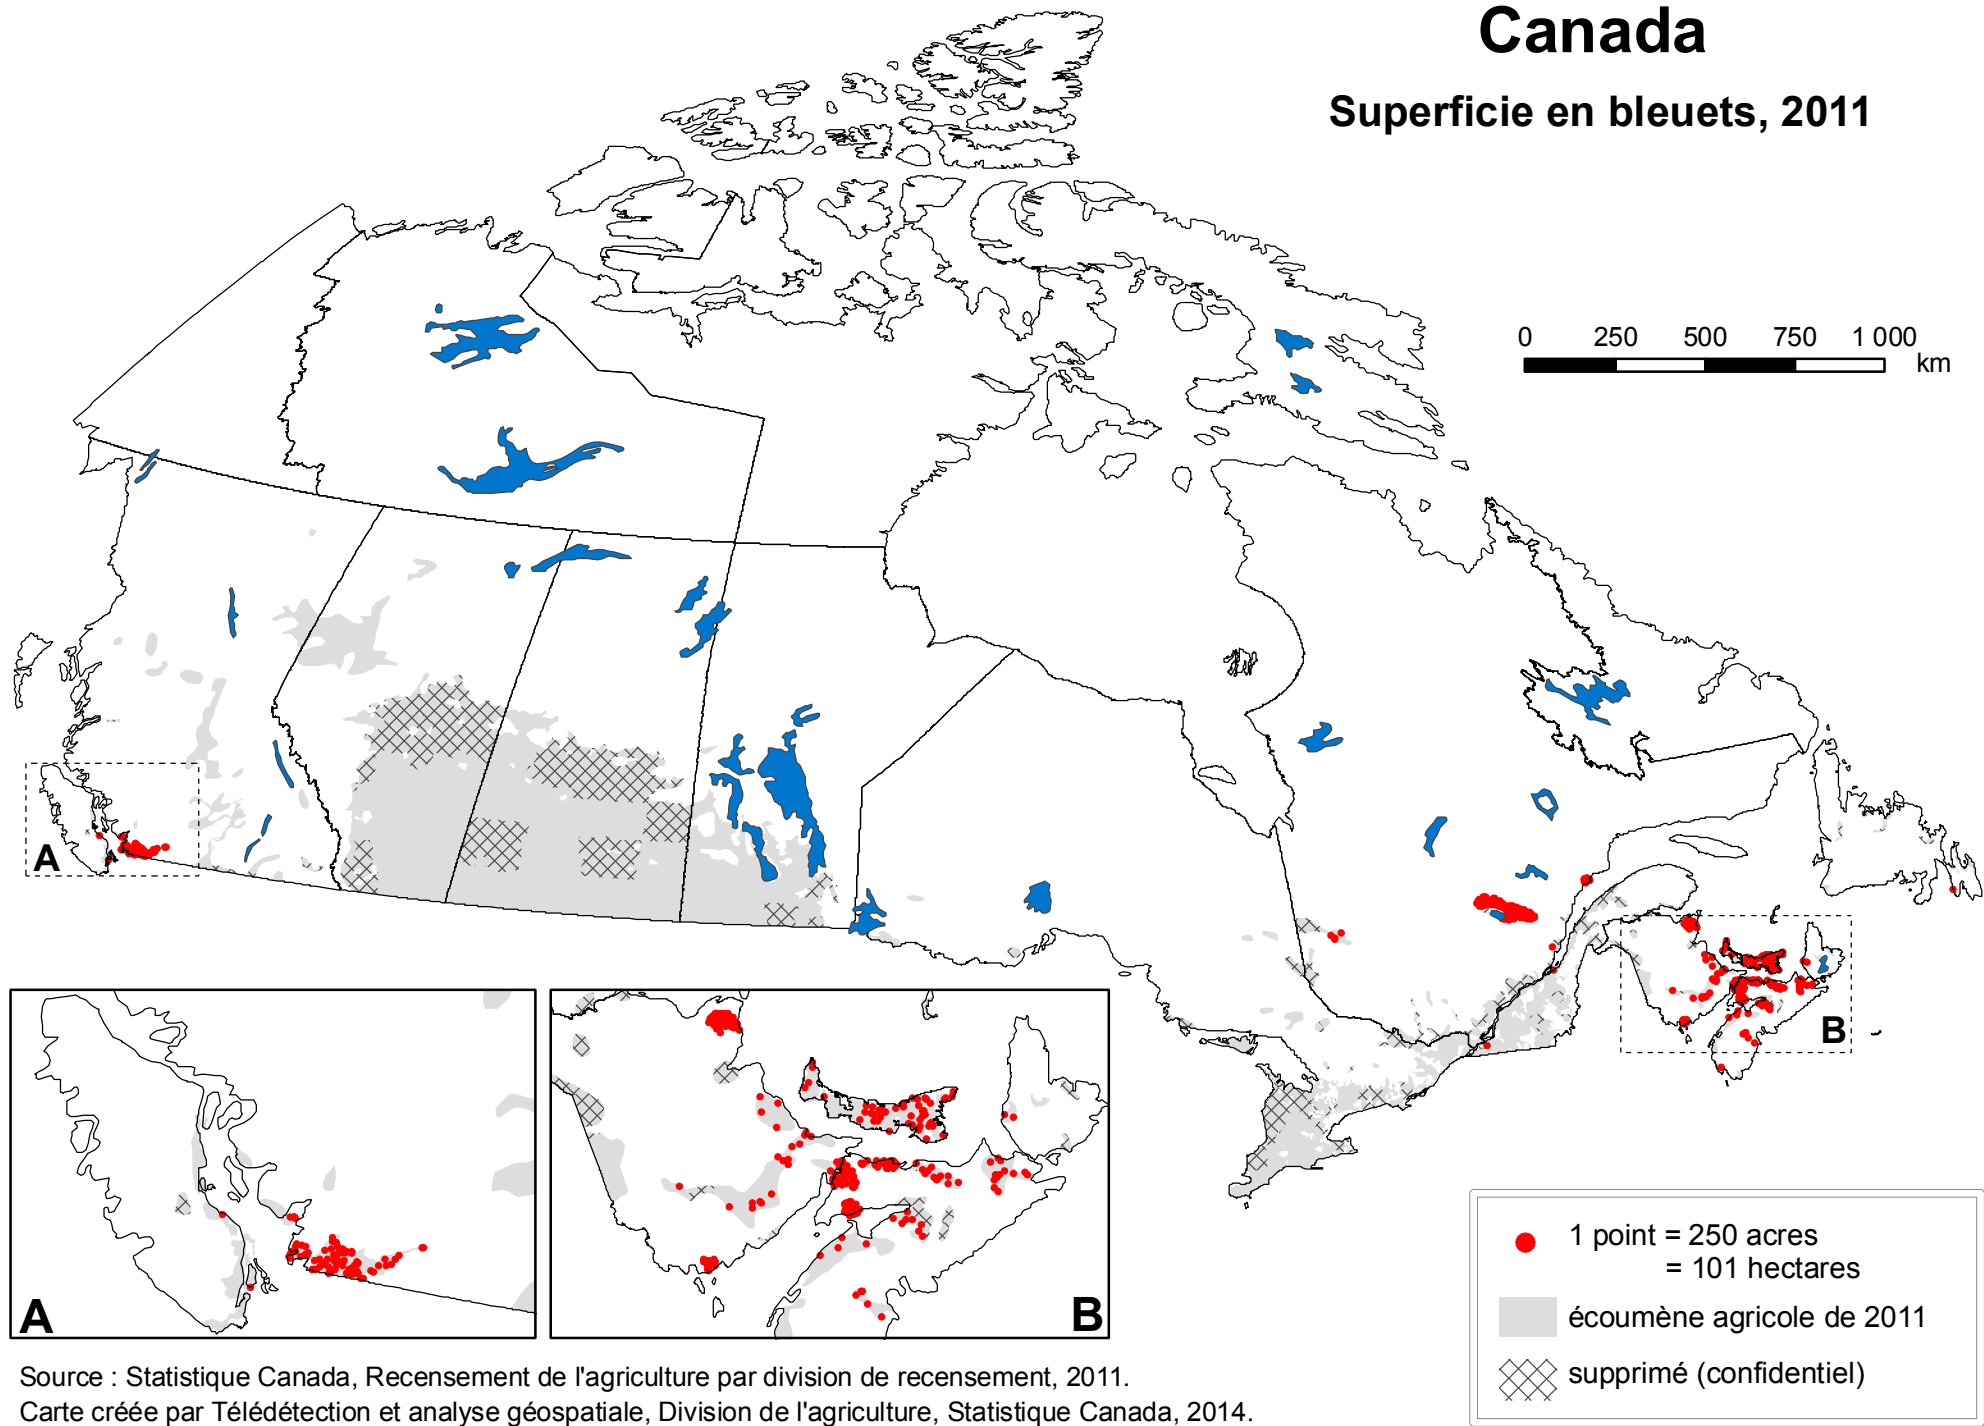 Canada
Superficie en bleuets, 2011
0 250 500 750 1 000
km
A
B
A
B
1 point = 250 acres
= 101 hectares
écoumène agricole de 2011
supprimé (confidentiel)
Source : Statistique Canada, Recensement de l'agriculture par division de recensement, 2011.
Carte créée par Télédétection et analyse géospatiale, Division de l'agriculture, Statistique Canada, 2014.